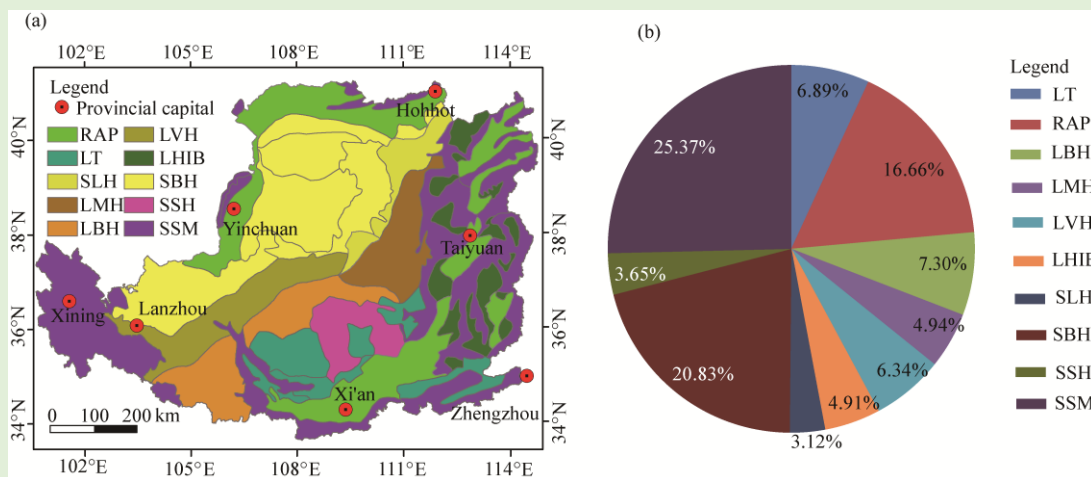 (a)
102°E 105°E 108°E 111°E 114°E
40°N
38°N
36°N
34°N
Legend
Provincial capital
RAP LVH
LT LHIB
SLH SBH
LMH SSH
LBH SSM
Hohhot
Yinchuan
Taiyuan
Lanzhou
Xining
Xi'an
Zhengzhou
0 100 200 km
40°N
38°N
36°N
34°N
102°E 105°E 108°E 111°E 114°E
(b)
6.89%
16.66%
7.30%
4.94%
6.34%
4.91%
3.12%
20.83%
3.65%
25.37%
Legend
LT
RAP
LBH
LMH
LVH
LHIB
SLH
SBH
SSH
SSM